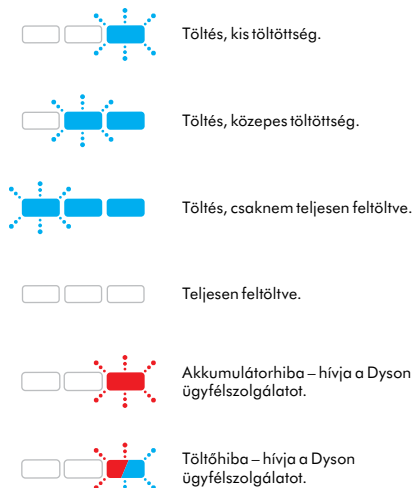 Töltés, kis töltöttség.
Töltés, közepes töltöttség.
Töltés, csaknem teljesen feltöltve.
Teljesen feltöltve.
Akkumulátorhiba – hívja a Dyson
ügyfélszolgálatot.
Töltőhiba – hívja a Dyson
ügyfélszolgálatot.